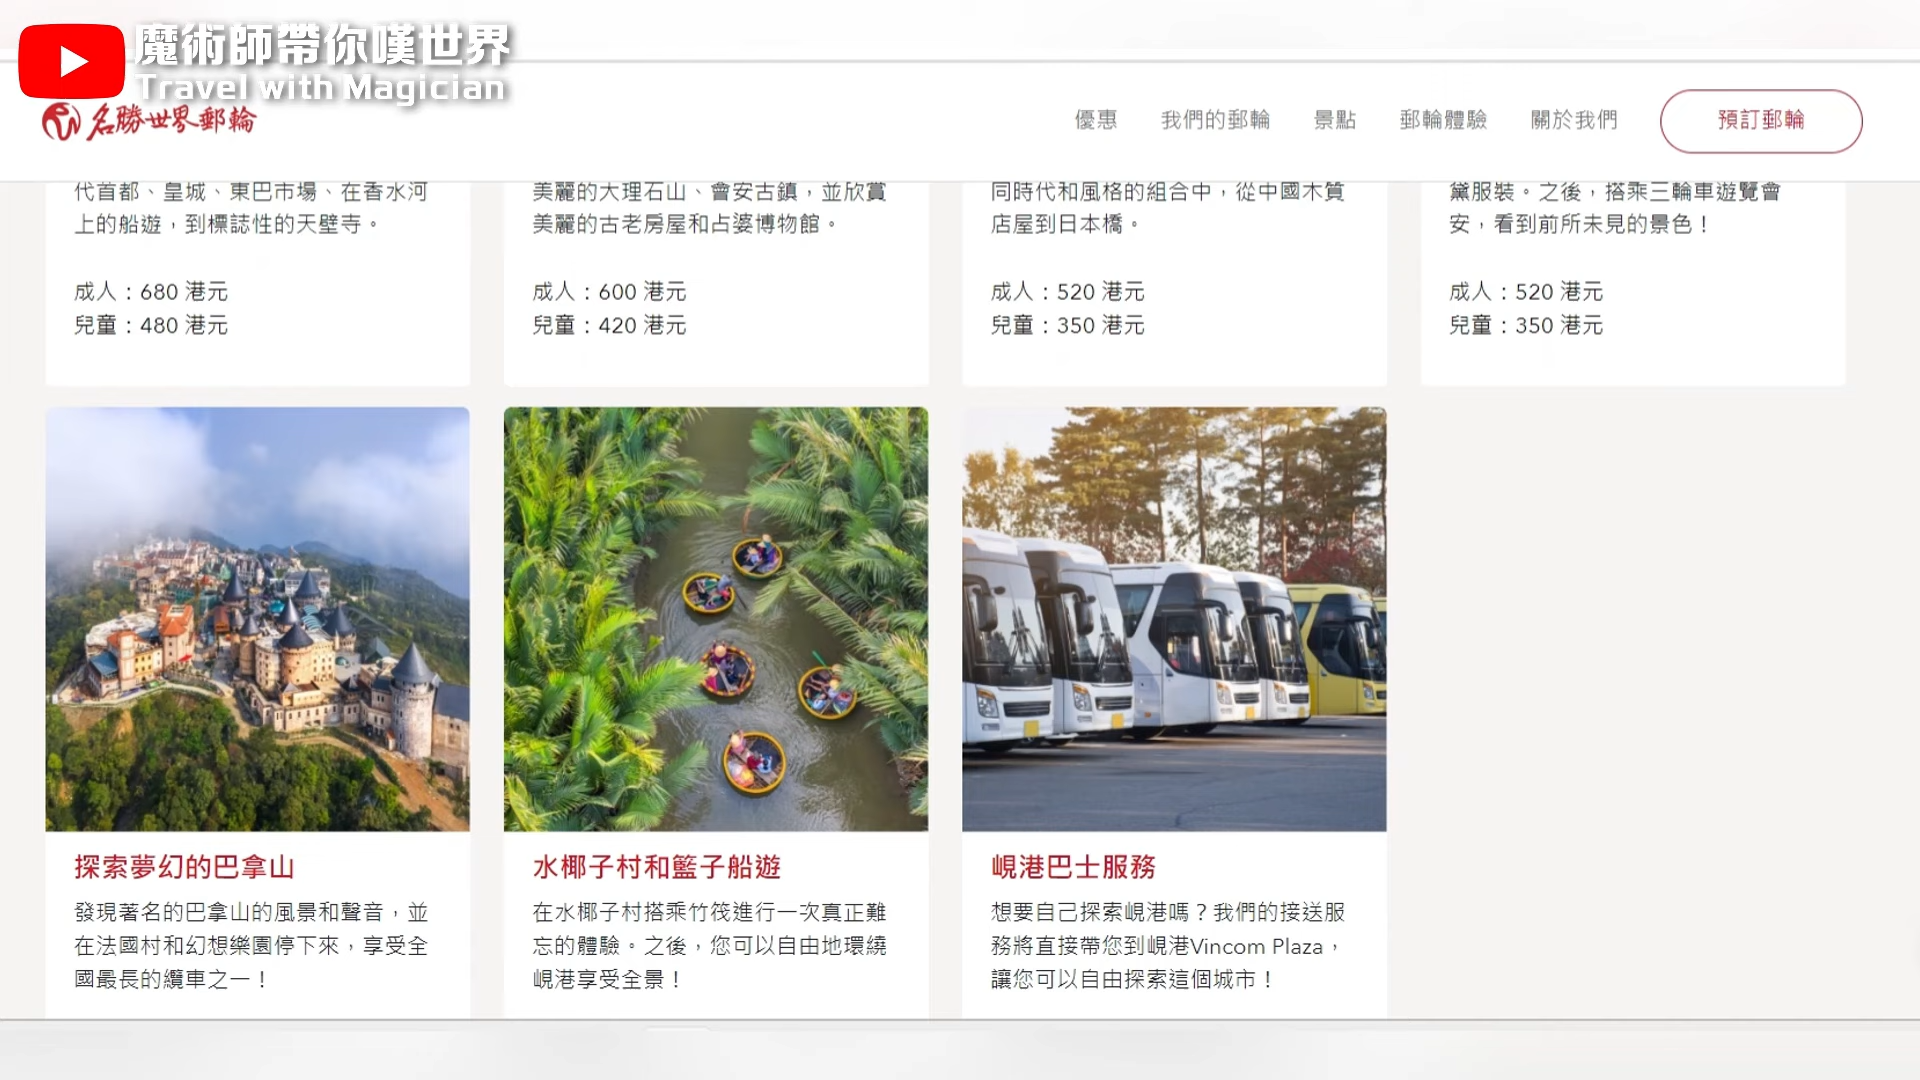 魔術師帶你嘆世界
Travel with Magician
名勝世界郵輪
優惠
我們的郵輪
景點
郵輪體驗
關於我們
預訂郵輪
代首都、皇城、東巴市場、在香水河
上的船遊，到標誌性的天壁寺。
成人：680 港元
兒童：480 港元
美麗的大理石山、會安古鎮，並欣賞
美麗的古老房屋和占婆博物館。
成人：600 港元
兒童：420 港元
同時代和風格的組合中，從中國木質
店屋到日本橋。
成人：520 港元
兒童：350 港元
黛服裝。之後，搭乘三輪車遊覽會
安，看到前所未見的景色！
成人：520 港元
兒童：350 港元
探索夢幻的巴拿山
發現著名的巴拿山的風景和聲音，並
在法國村和幻想樂園停下來，享受全
國最長的纜車之一！
水椰子村和籃子船遊
在水椰子村搭乘竹筏進行一次真正難
忘的體驗。之後，您可以自由地環繞
峴港享受全景！
峴港巴士服務
想要自己探索峴港嗎？我們的接送服
務將直接帶您到峴港Vincom Plaza，
讓您可以自由探索這個城市！